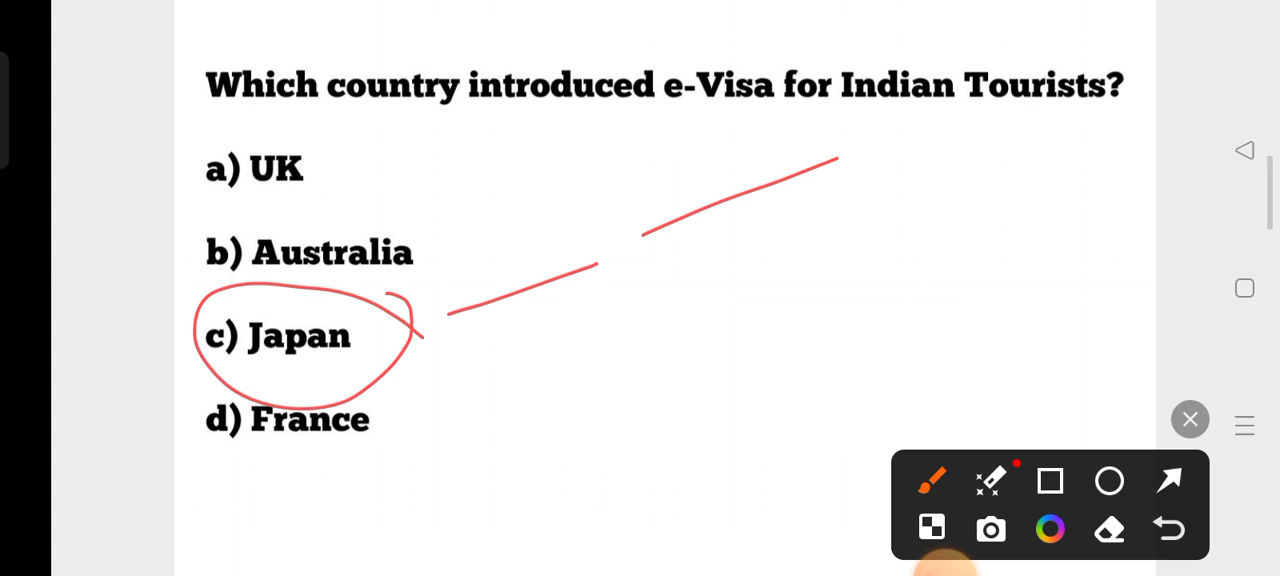 Which country introduced e-Visa for Indian Tourists?
a) UK
b) Australia
c) Japan
d) France